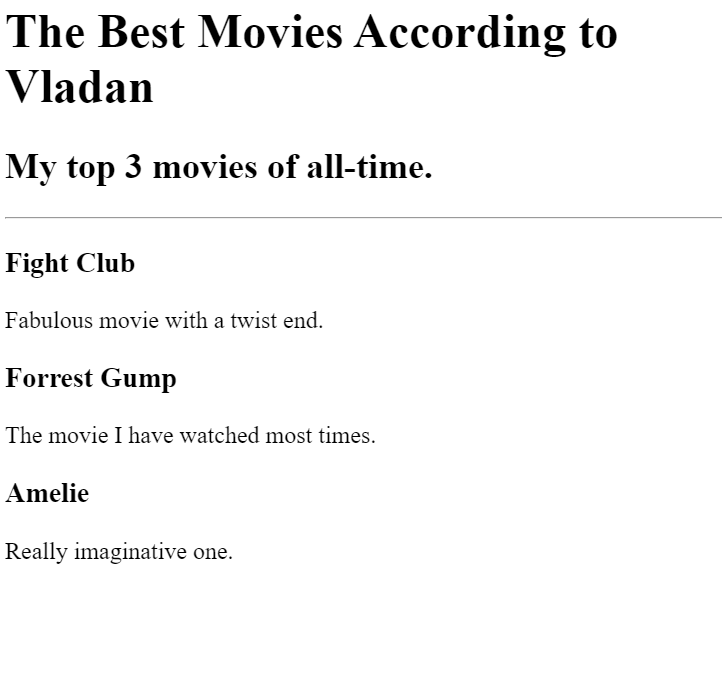 The Best Movies According to
Vladan
My top 3 movies of all-time.
Fight Club
Fabulous movie with a twist end.
Forrest Gump
The movie I have watched most times.
Amelie
Really imaginative one.